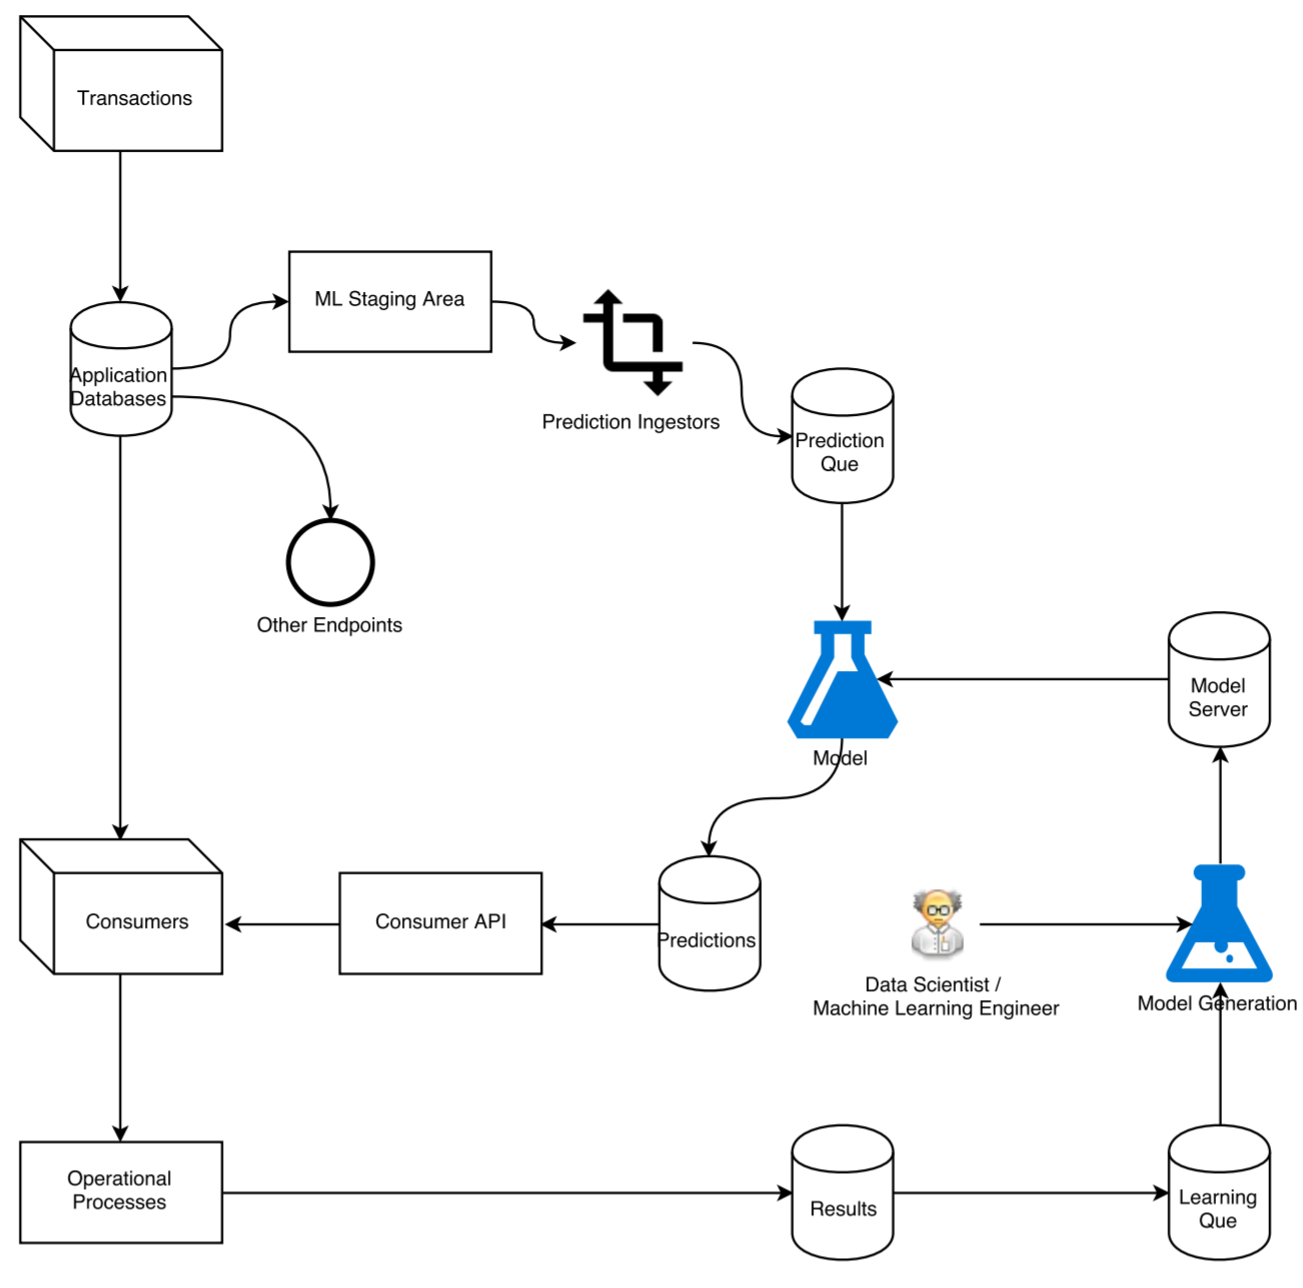 Transactions
ML Staging Area
Application
Databases
Prediction Ingestors
Prediction
Que
Other Endpoints
Model
Server
Model
Consumers
Consumer API
Predictions
Data Scientist /
Machine Learning Engineer
Model Generation
Operational
Processes
Results
Learning
Que